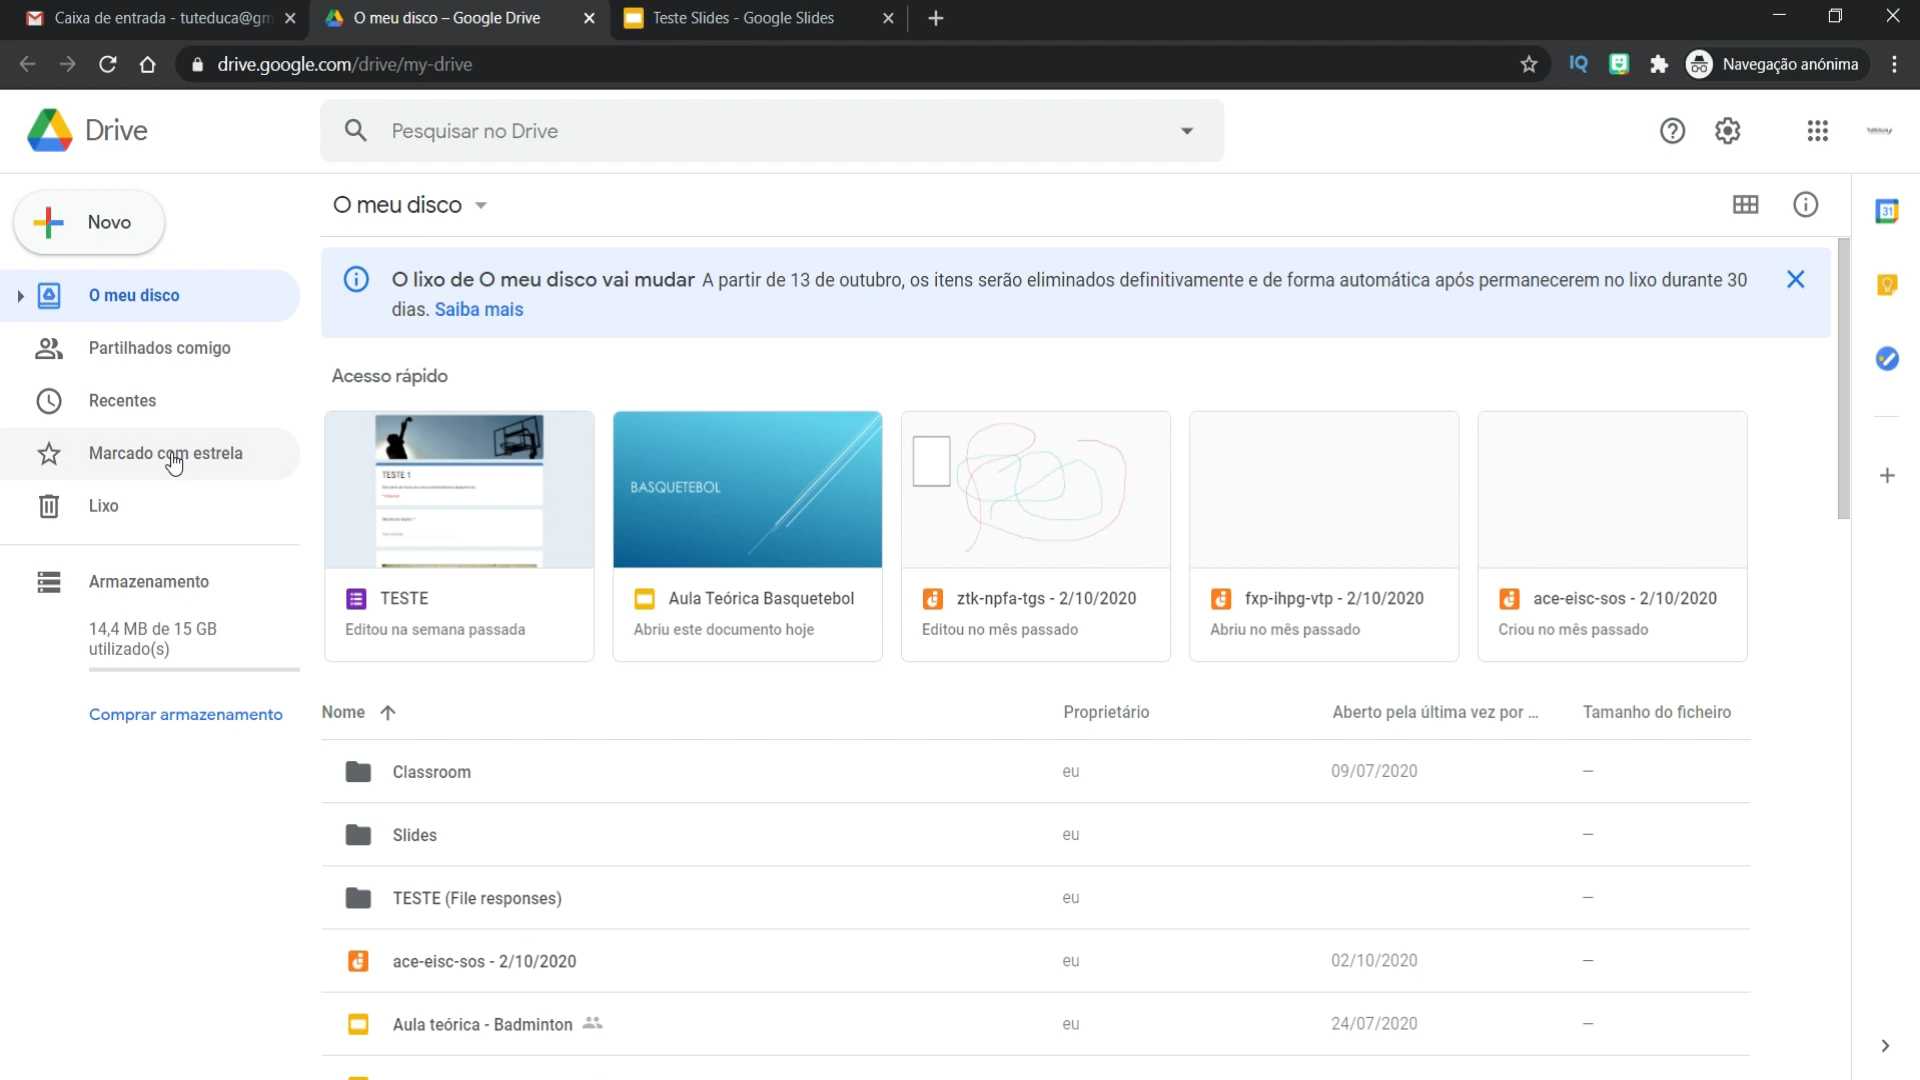 Caixa de entrada - tuteduca@gm
O meu disco – Google Drive
Teste Slides - Google Slides
drive.google.com/drive/my-drive
IQ
Navegação anónima
Drive
Pesquisar no Drive
Novo
O meu disco
Partilhados comigo
Recentes
Marcado com estrela
Lixo
Armazenamento
14,4 MB de 15 GB
utilizado(s)
Comprar armazenamento
O meu disco
O lixo de O meu disco vai mudar A partir de 13 de outubro, os itens serão eliminados definitivamente e de forma automática após permanecerem no lixo durante 30
dias. Saiba mais
Acesso rápido
TESTE 1
BASQUETEBOL
TESTE
Editou na semana passada
Aula Teórica Basquetebol
Abriu este documento hoje
ztk-npfa-tgs - 2/10/2020
Editou no mês passado
fxp-ihpg-vtp - 2/10/2020
Abriu no mês passado
ace-eisc-sos - 2/10/2020
Criou no mês passado
Nome Proprietário Aberto pela última vez por ... Tamanho do ficheiro
Classroom eu 09/07/2020 –
Slides eu –
TESTE (File responses) eu –
ace-eisc-sos - 2/10/2020 eu 02/10/2020 –
Aula teórica - Badminton eu 24/07/2020 –
31